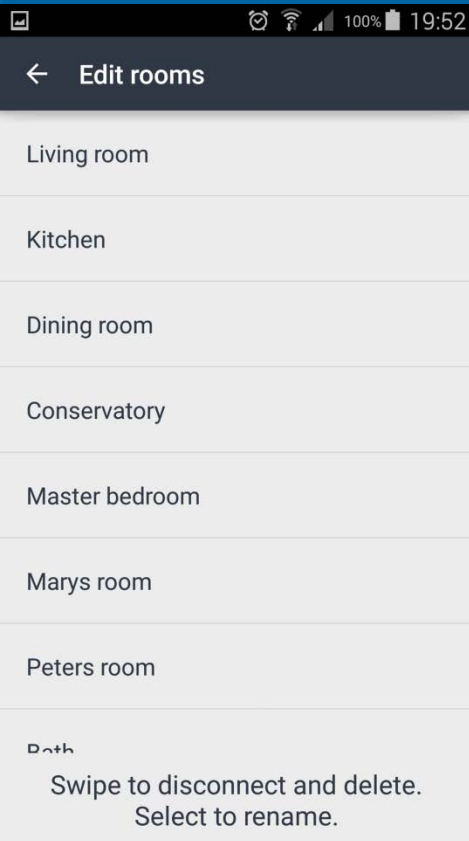 100% 19:52
Edit rooms
Living room
Kitchen
Dining room
Conservatory
Master bedroom
Marys room
Peters room
Bath
Swipe to disconnect and delete.
Select to rename.